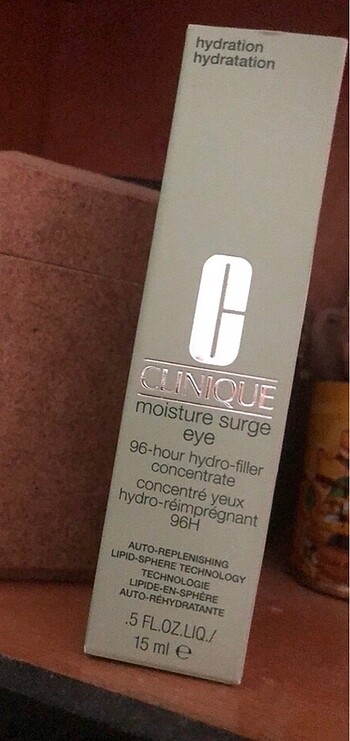 hydration
hydratation
C
CLINIQUE
moisture surge
eye
96-hour hydro-filler
concentrate
concentré yeux
hydro-réimprégnant
96H
AUTO-REPLENISHING
LIPID-SPHERE TECHNOLOGY
TECHNOLOGIE
LIPIDE-EN-SPHÈRE
AUTO-RÉHYDRATANTE
.5 FL.OZ.LIQ./
15 ml ℮